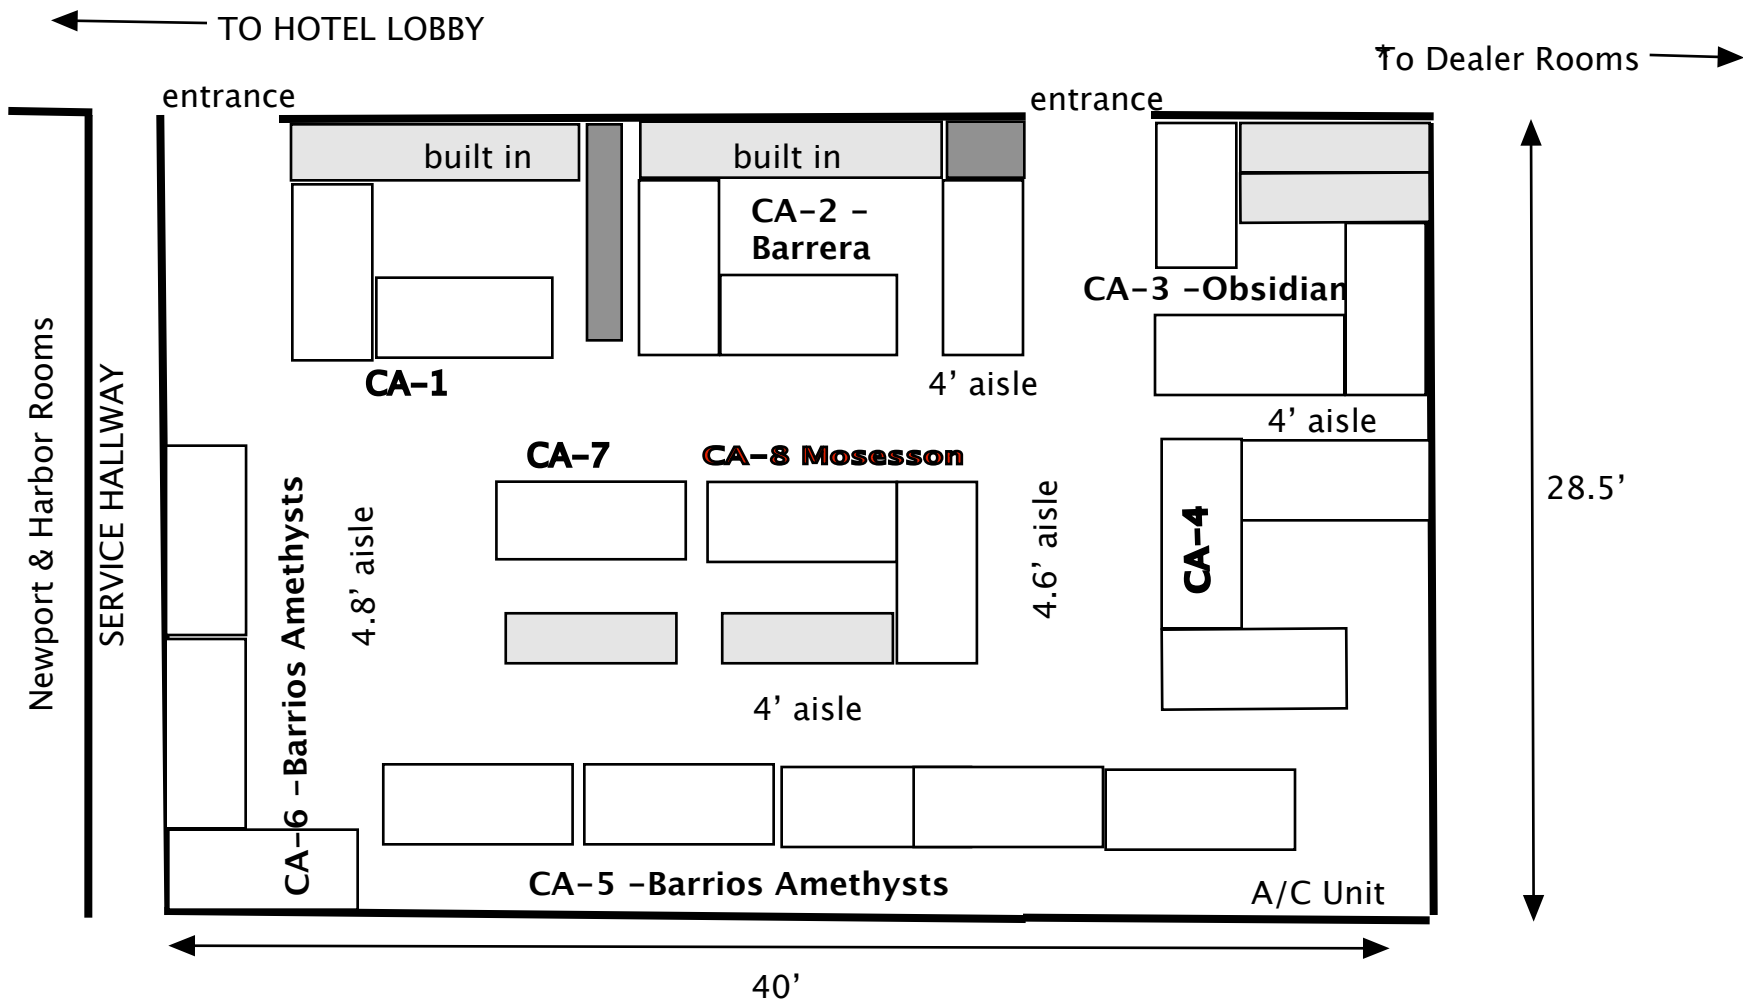 TO HOTEL LOBBY
To Dealer Rooms
entrance
entrance
built in
built in
CA-2 -
Barrera
CA-3 -Obsidian
CA-1
4' aisle
4' aisle
CA-7
CA-8 Mosesson
Newport & Harbor Rooms
SERVICE HALLWAY
CA-6 -Barrios Amethysts
4.8' aisle
4.6' aisle
CA-4
28.5'
4' aisle
CA-5 -Barrios Amethysts
A/C Unit
40'